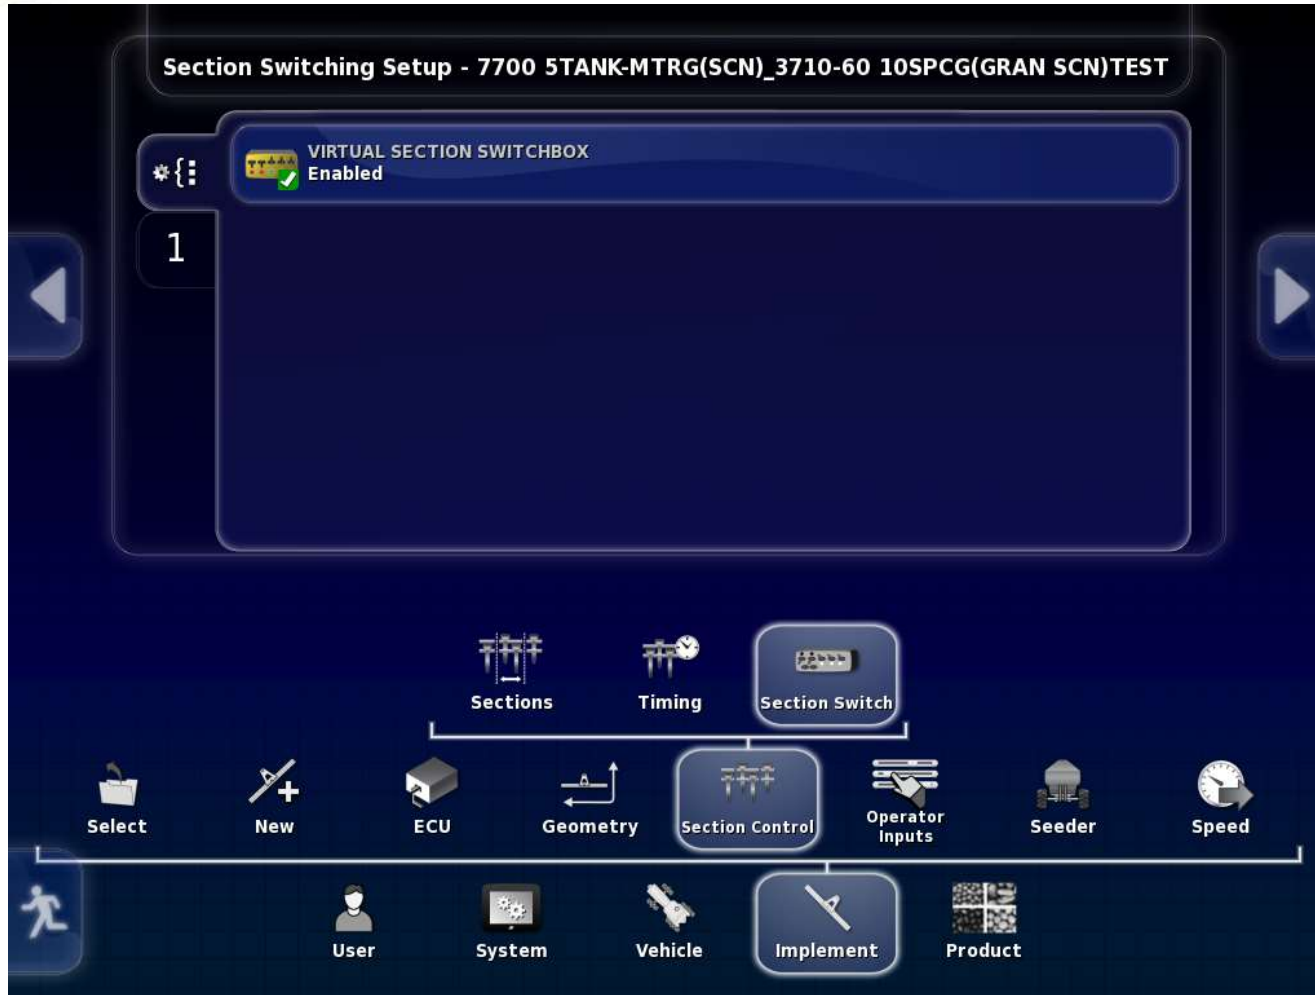 Section Switching Setup - 7700 5TANK-MTRG(SCN)_3710-60 10SPCG(GRAN SCN)TEST
VIRTUAL SECTION SWITCHBOX
Enabled
1
Sections
Timing
Section Switch
Select
New
ECU
Geometry
Section Control
Operator
Inputs
Seeder
Speed
User
System
Vehicle
Implement
Product